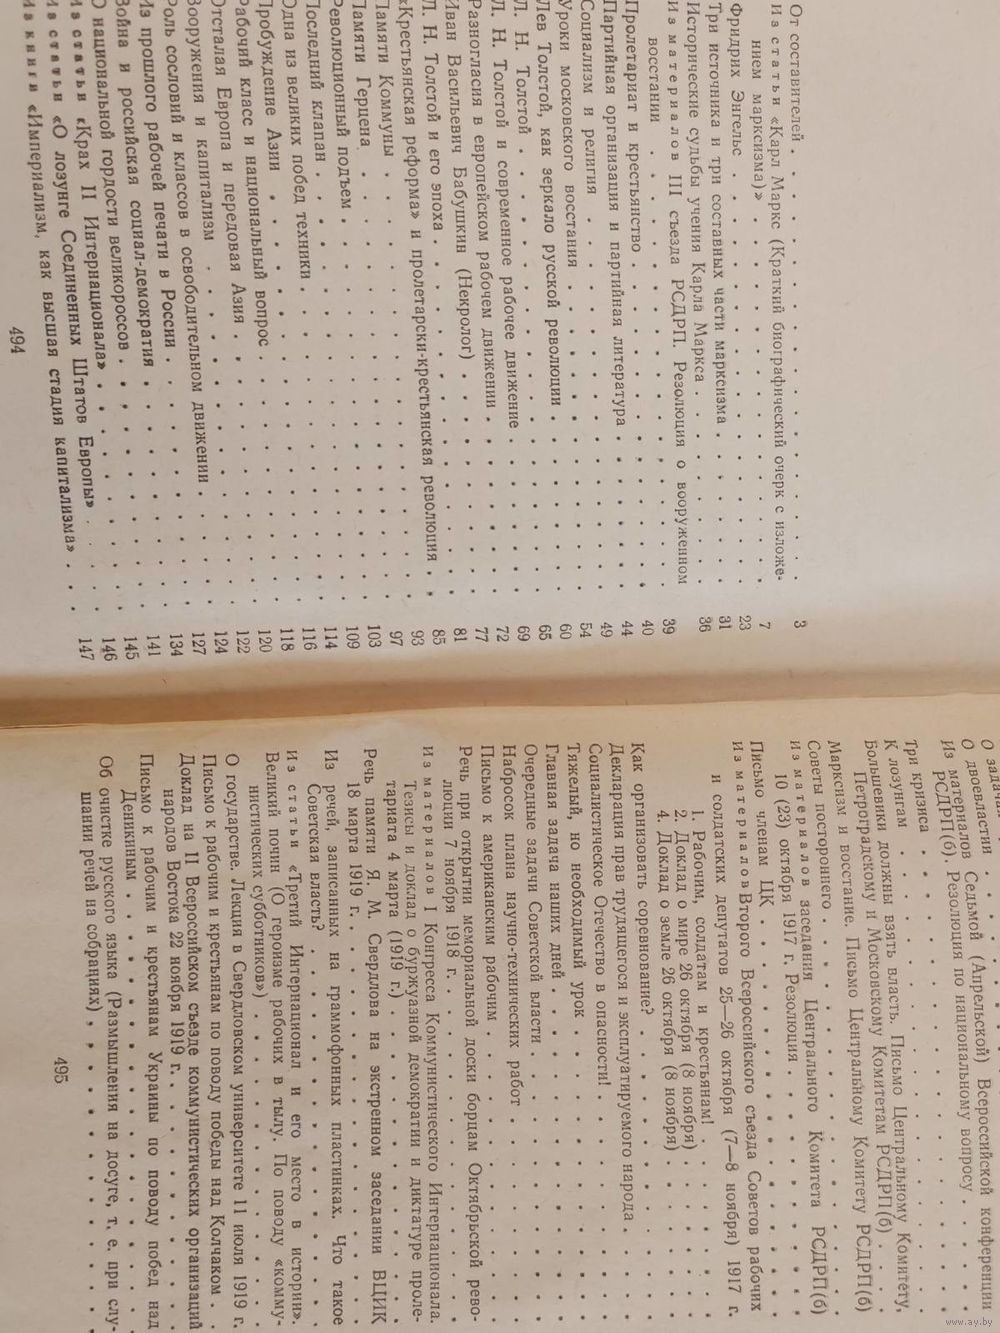 От составителей . . . . . . . . . . . . . . . . . 3
Из статьи «Карл Маркс (Краткий биографический очерк с изложе-
нием марксизма)» . . . . . . . . . . . . . . 7
Фридрих Энгельс . . . . . . . . . . . . . . . . 23
Три источника и три составных части марксизма . . . . . . . 31
Исторические судьбы учения Карла Маркса . . . . . . . . . 36
Из материалов III съезда РСДРП. Резолюция о вооруженном
восстании . . . . . . . . . . . . . . . . 39
Пролетариат и крестьянство . . . . . . . . . . . . . 40
Партийная организация и партийная литература . . . . . . . 44
Социализм и религия . . . . . . . . . . . . . . . 49
Уроки московского восстания . . . . . . . . . . . . 54
Лев Толстой, как зеркало русской революции . . . . . . . . 60
Л. Н. Толстой . . . . . . . . . . . . . . . . . 65
Л. Н. Толстой и современное рабочее движение . . . . . . . 69
Разногласия в европейском рабочем движении . . . . . . . . 72
Иван Васильевич Бабушкин (Некролог) . . . . . . . . . . 77
Л. Н. Толстой и его эпоха . . . . . . . . . . . . . 81
«Крестьянская реформа» и пролетарски-крестьянская революция . . 85
Памяти Коммуны . . . . . . . . . . . . . . . . 93
Памяти Герцена . . . . . . . . . . . . . . . . 97
Революционный подъем . . . . . . . . . . . . . . 103
Последний клапан . . . . . . . . . . . . . . . . 109
Одна из великих побед техники . . . . . . . . . . . . 114
Пробуждение Азии . . . . . . . . . . . . . . . . 116
Рабочий класс и национальный вопрос . . . . . . . . . . 118
Отсталая Европа и передовая Азия . . . . . . . . . . . 120
Вооружения и капитализм . . . . . . . . . . . . . 122
Роль сословий и классов в освободительном движении . . . . . 124
Из прошлого рабочей печати в России . . . . . . . . . . 127
Война и российская социал-демократия . . . . . . . . . . 134
О национальной гордости великороссов . . . . . . . . . . 141
Из статьи «Крах II Интернационала» . . . . . . . . . . 145
Из статьи «О лозунге Соединенных Штатов Европы» . . . . . 146
Из книги «Империализм, как высшая стадия капитализма» . . . 147
494
О задачах
О двоевластии . . . . . . . . . . . .
Из материалов Седьмой (Апрельской) Всероссийской конференции
РСДРП(б). Резолюция по национальному вопросу . . . .
Три кризиса . . . . . . . . . . . .
К лозунгам . . . . . . . . . . . .
Большевики должны взять власть. Письмо Центральному Комитету,
Петроградскому и Московскому Комитетам РСДРП(б) . . .
Марксизм и восстание. Письмо Центральному Комитету РСДРП(б)
Советы постороннего . . . . . . . . . . . .
Из материалов заседания Центрального Комитета РСДРП(б)
10 (23) октября 1917 г. Резолюция . . . . . . . . .
Письмо членам ЦК . . . . . . . . . . . .
Из материалов Второго Всероссийского съезда Советов рабочих
и солдатских депутатов 25—26 октября (7—8 ноября) 1917 г.
1. Рабочим, солдатам и крестьянам! . . . . . . . .
2. Доклад о мире 26 октября (8 ноября) . . . . . . .
4. Доклад о земле 26 октября (8 ноября) . . . . . . .
Как организовать соревнование? . . . . . . . . . .
Декларация прав трудящегося и эксплуатируемого народа . . . .
Социалистическое Отечество в опасности! . . . . . . . .
Тяжелый, но необходимый урок . . . . . . . . . . .
Главная задача наших дней . . . . . . . . . . . .
Очередные задачи Советской власти . . . . . . . . . .
Набросок плана научно-технических работ . . . . . . . .
Письмо к американским рабочим . . . . . . . . . . .
Речь при открытии мемориальной доски борцам Октябрьской рево-
люции 7 ноября 1918 г. . . . . . . . . . . . .
Из материалов I Конгресса Коммунистического Интернационала.
Тезисы и доклад о буржуазной демократии и диктатуре проле-
тариата 4 марта (1919 г.) . . . . . . . . . . .
Речь памяти Я. М. Свердлова на экстренном заседании ВЦИК
18 марта 1919 г. . . . . . . . . . . . . . .
Из речей, записанных на граммофонных пластинках. Что такое
Советская власть? . . . . . . . . . . . . . .
Из статьи «Третий Интернационал и его место в истории».
Великий почин (О героизме рабочих в тылу. По поводу «комму-
нистических субботников») . . . . . . . . . . .
О государстве. Лекция в Свердловском университете 11 июля 1919 г.
Письмо к рабочим и крестьянам по поводу победы над Колчаком . .
Доклад на II Всероссийском съезде коммунистических организаций
народов Востока 22 ноября 1919 г. . . . . . . . .
Письмо к рабочим и крестьянам Украины по поводу побед над
Деникиным . . . . . . . . . . . . . . . .
Об очистке русского языка (Размышления на досуге, т. е. при слу-
шании речей на собраниях) . . . . . . . . . . .
495
www.ay.by